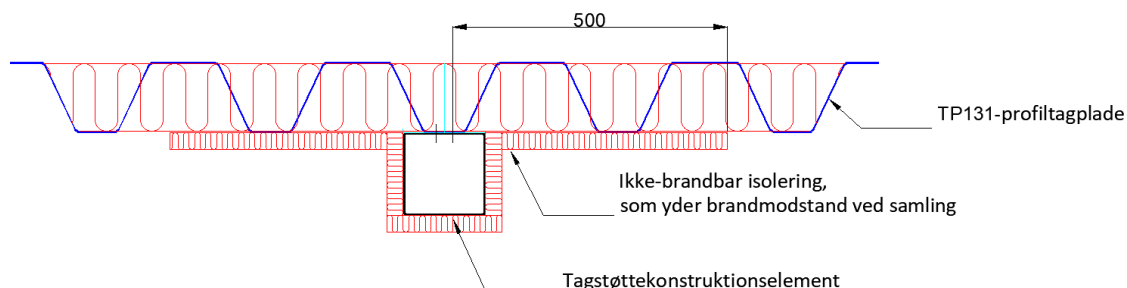 500
TP131-profiltagplade
Ikke-brandbar isolering,
som yder brandmodstand ved samling
Tagstøttekonstruktionselement